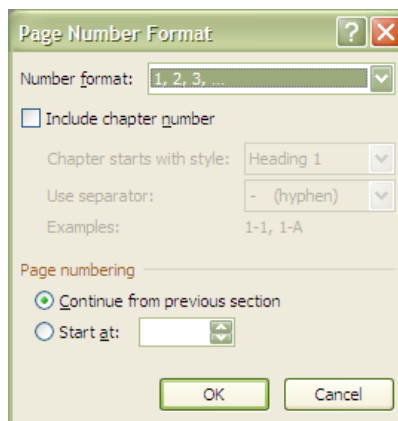 Page Number Format
Number format: 1, 2, 3, ...
Include chapter number
Chapter starts with style: Heading 1
Use separator: - (hyphen)
Examples: 1-1, 1-A
Page numbering
Continue from previous section
Start at:
OK Cancel